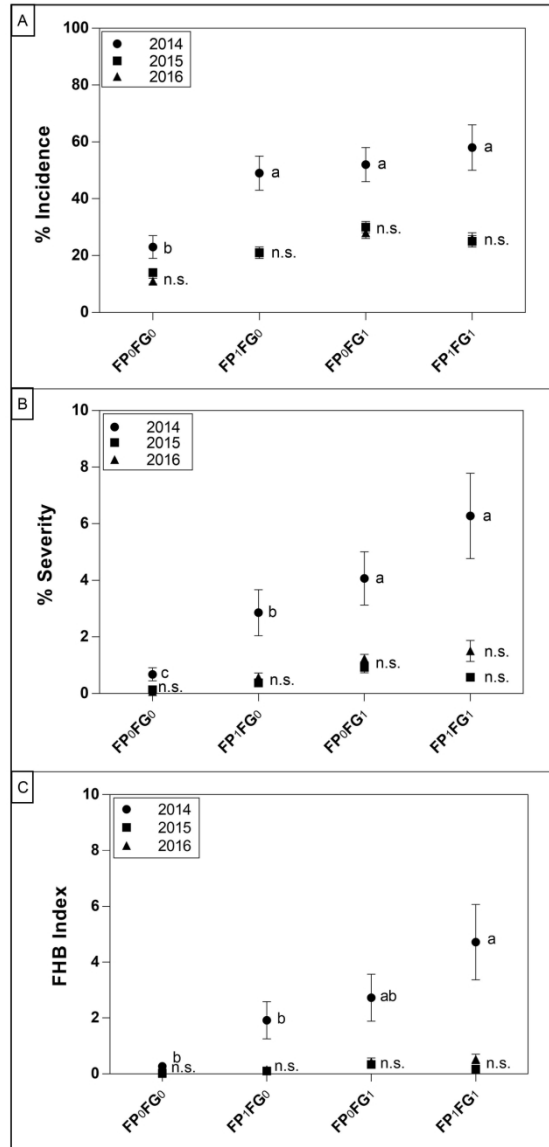 A
2014
2015
2016
100
80
60
40
20
0
% Incidence
b
n.s.
a
n.s.
a
n.s.
a
n.s.
FP⁰FG⁰
FP¹FG⁰
FP⁰FG¹
FP¹FG¹
B
2014
2015
2016
10
8
6
4
2
0
% Severity
c
n.s.
b
n.s.
a
n.s.
a
n.s.
n.s.
FP⁰FG⁰
FP¹FG⁰
FP⁰FG¹
FP¹FG¹
C
2014
2015
2016
10
8
6
4
2
0
FHB Index
b
n.s.
b
n.s.
ab
n.s.
a
n.s.
n.s.
FP⁰FG⁰
FP¹FG⁰
FP⁰FG¹
FP¹FG¹